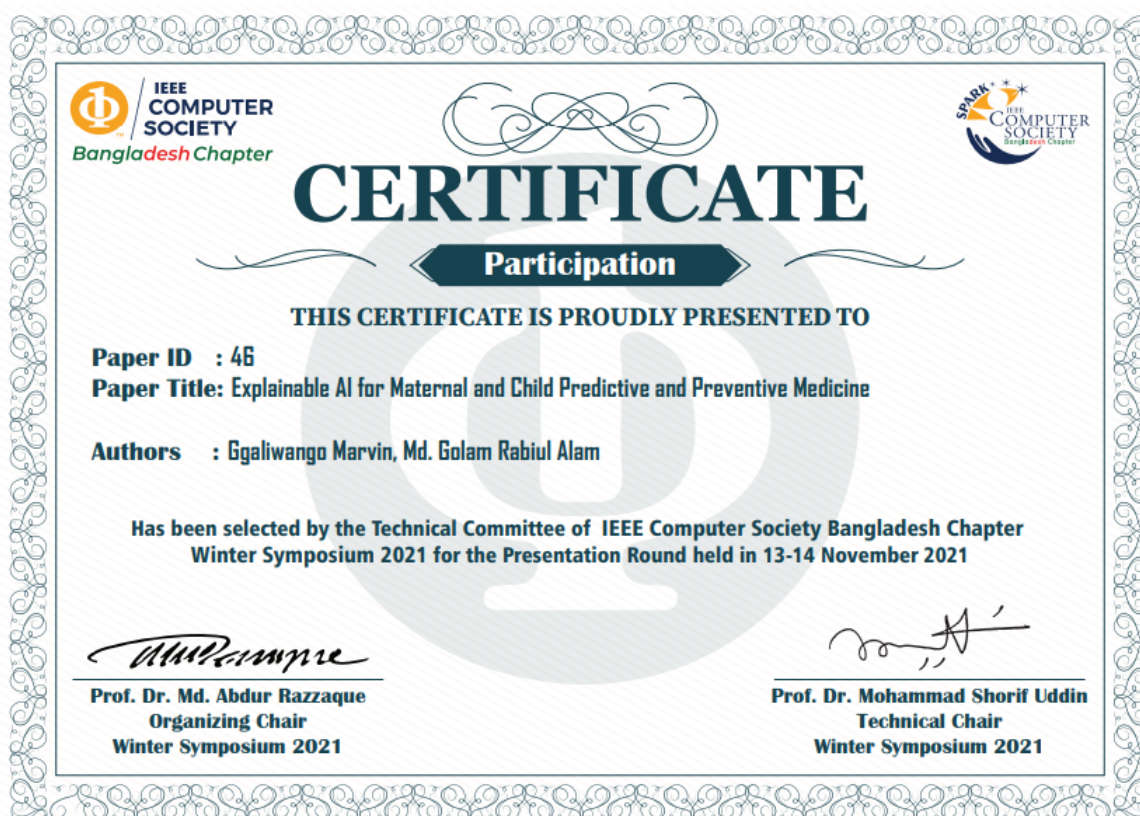 IEEE
COMPUTER
SOCIETY
Bangladesh Chapter
SPARK
IEEE
COMPUTER
SOCIETY
Bangladesh Chapter
CERTIFICATE
Participation
THIS CERTIFICATE IS PROUDLY PRESENTED TO
Paper ID : 46
Paper Title: Explainable AI for Maternal and Child Predictive and Preventive Medicine
Authors : Ggaliwango Marvin, Md. Golam Rabiul Alam
Has been selected by the Technical Committee of IEEE Computer Society Bangladesh Chapter
Winter Symposium 2021 for the Presentation Round held in 13-14 November 2021
Prof. Dr. Md. Abdur Razzaque
Organizing Chair
Winter Symposium 2021
Prof. Dr. Mohammad Shorif Uddin
Technical Chair
Winter Symposium 2021